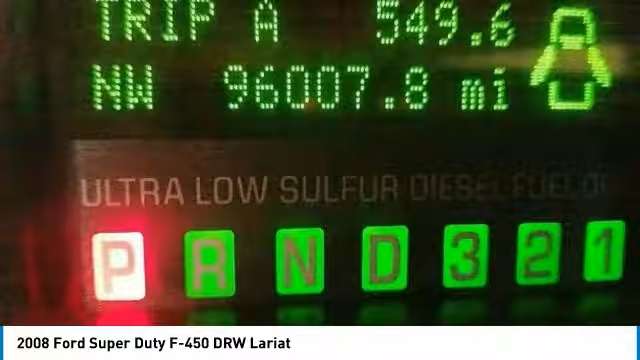 TRIP A 549.6
NW 96007.8 mi
ULTRA LOW SULFUR DIESEL FUEL
P R N D 3 2 1
2008 Ford Super Duty F-450 DRW Lariat